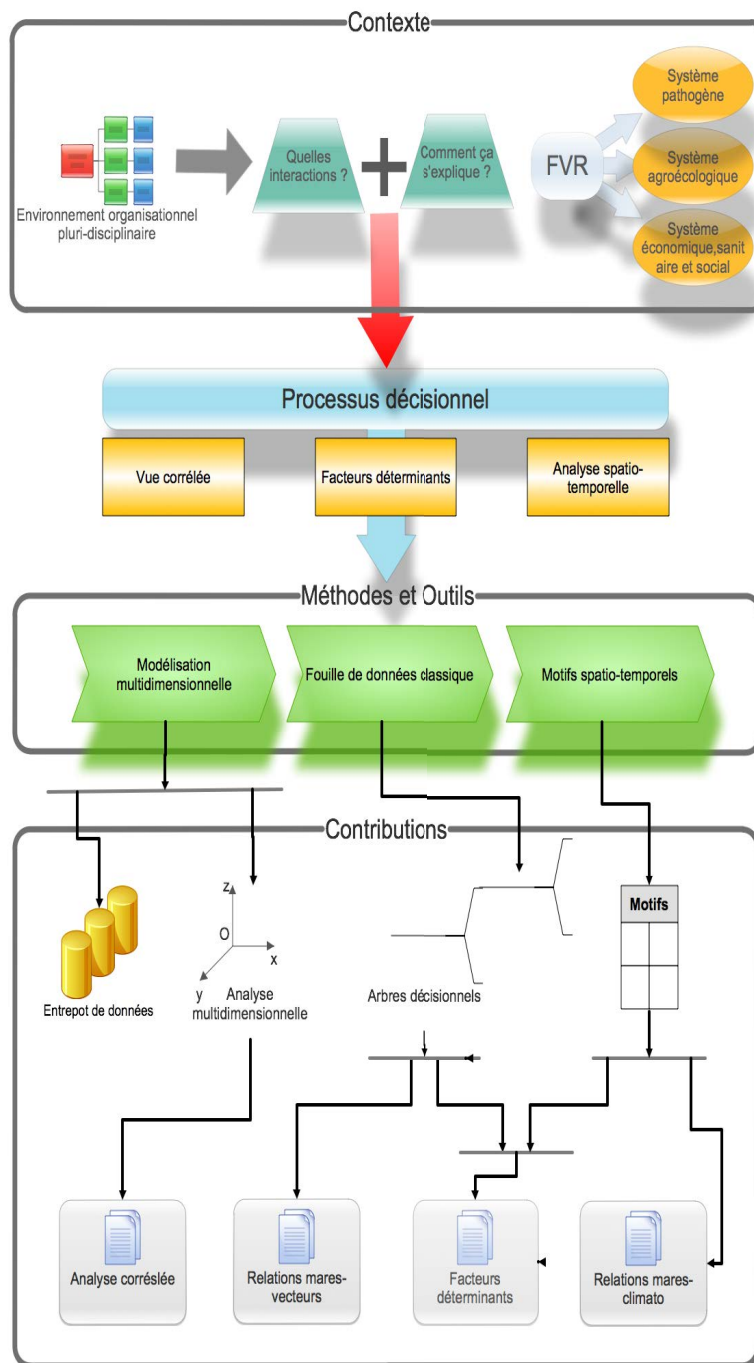 Contexte
Environnement organisationnel
pluri-disciplinaire
Quelles
interactions ?
Comment ça
s'explique ?
FVR
Système
pathogène
Système
agroécologique
Système
économique,sanit
aire et social
Processus décisionnel
Vue corrélée
Facteurs déterminants
Analyse spatio-
temporelle
Méthodes et Outils
Modélisation
multidimensionnelle
Fouille de données classique
Motifs spatio-temporels
Contributions
Entrepot de données
z
O
x
y
Analyse
multidimensionnelle
Arbres décisionnels
Motifs
Analyse corréslée
Relations mares-
vecteurs
Facteurs
déterminants
Relations mares-
climato